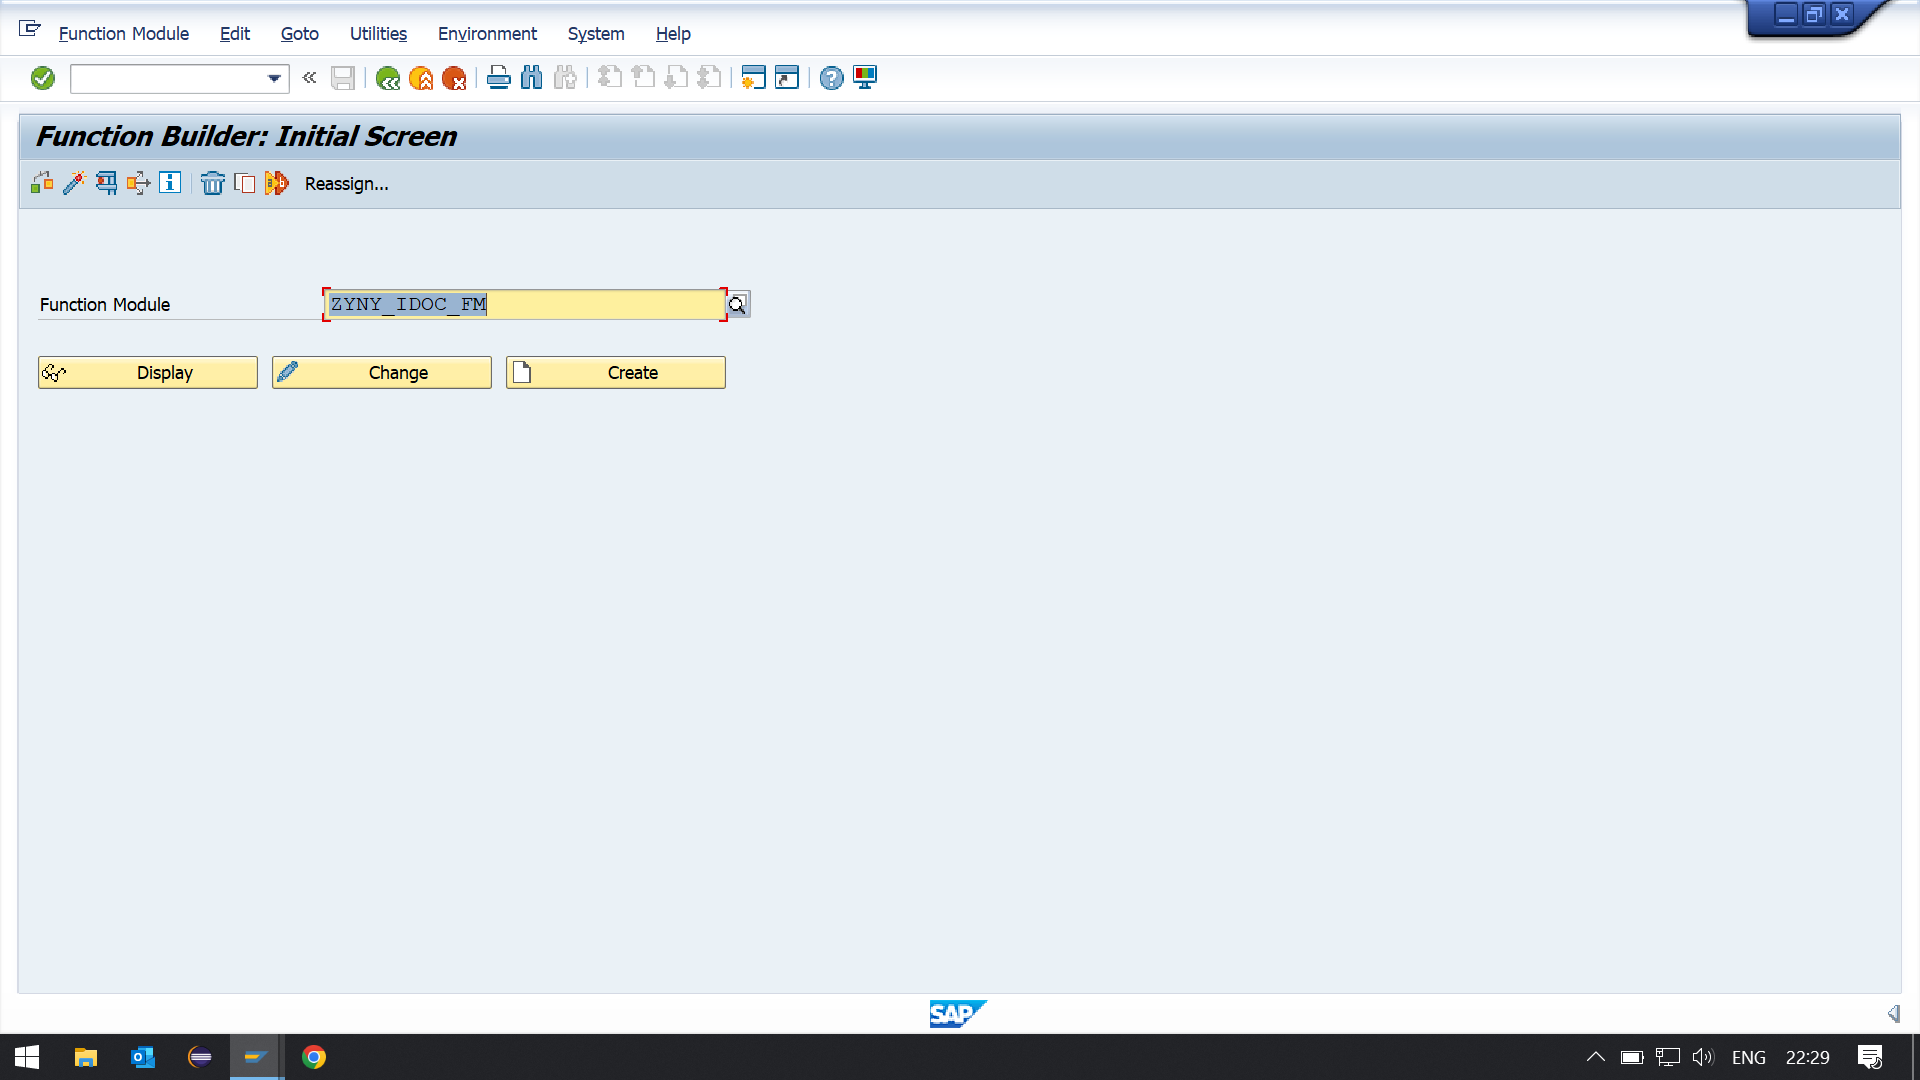 Function Module Edit Goto Utilities Environment System Help
Function Builder: Initial Screen
Reassign...
Function Module ZYNY_IDOC_FM
Display Change Create
SAP
ENG 22:29